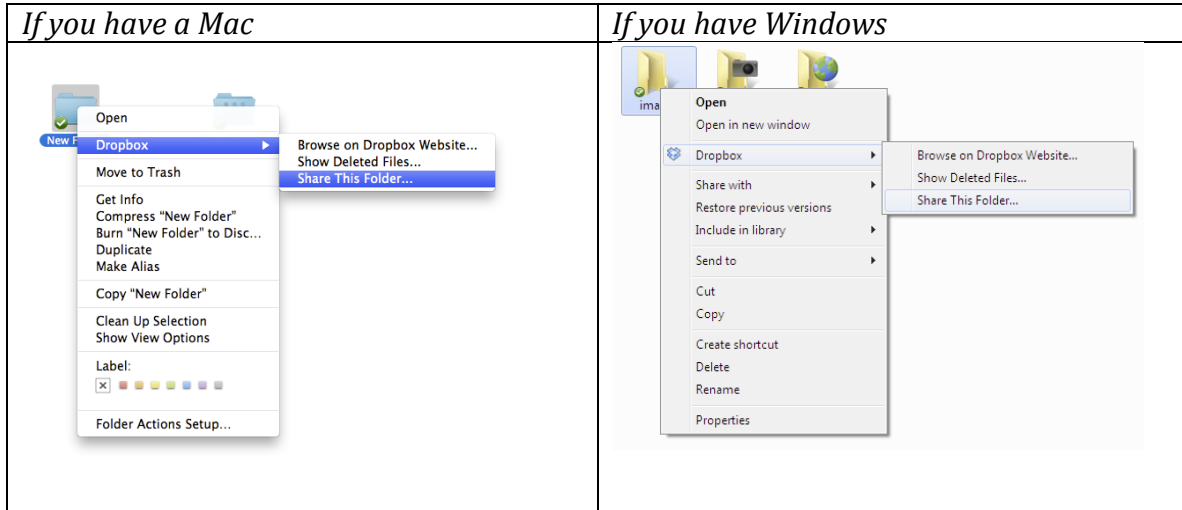 If you have a Mac
Open
New F
Dropbox
Browse on Dropbox Website...
Show Deleted Files...
Share This Folder...
Move to Trash
Get Info
Compress “New Folder”
Burn “New Folder” to Disc...
Duplicate
Make Alias
Copy “New Folder”
Clean Up Selection
Show View Options
Label:
Folder Actions Setup...
If you have Windows
ima
Open
Open in new window
Dropbox
Browse on Dropbox Website...
Show Deleted Files...
Share This Folder...
Share with
Restore previous versions
Include in library
Send to
Cut
Copy
Create shortcut
Delete
Rename
Properties